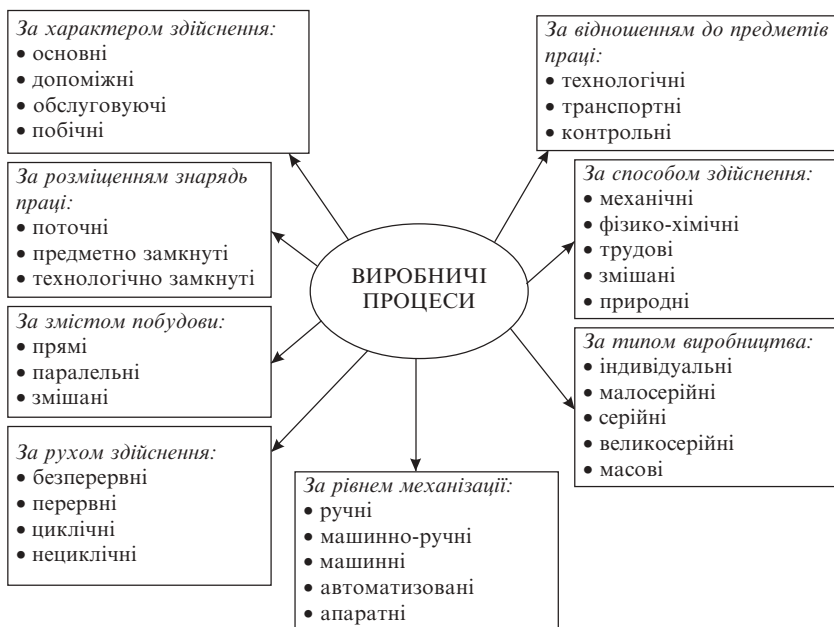 За характером здійснення:
• основні
• допоміжні
• обслуговуючі
• побічні
За розміщенням знарядь
праці:
• поточні
• предметно замкнуті
• технологічно замкнуті
За змістом побудови:
• прямі
• паралельні
• змішані
За рухом здійснення:
• безперервні
• перервні
• циклічні
• нециклічні
ВИРОБНИЧІ
ПРОЦЕСИ
За рівнем механізації:
• ручні
• машинно-ручні
• машинні
• автоматизовані
• апаратні
За відношенням до предметів
праці:
• технологічні
• транспортні
• контрольні
За способом здійснення:
• механічні
• фізико-хімічні
• трудові
• змішані
• природні
За типом виробництва:
• індивідуальні
• малосерійні
• серійні
• великосерійні
• масові